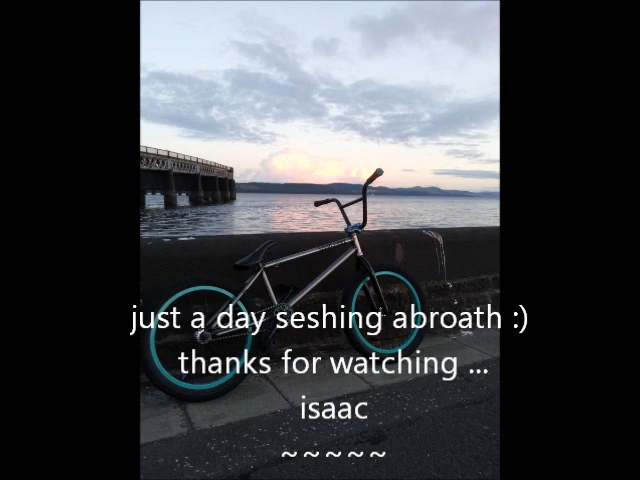 just a day seshing abroath :)
thanks for watching ...
isaac
~~~~~